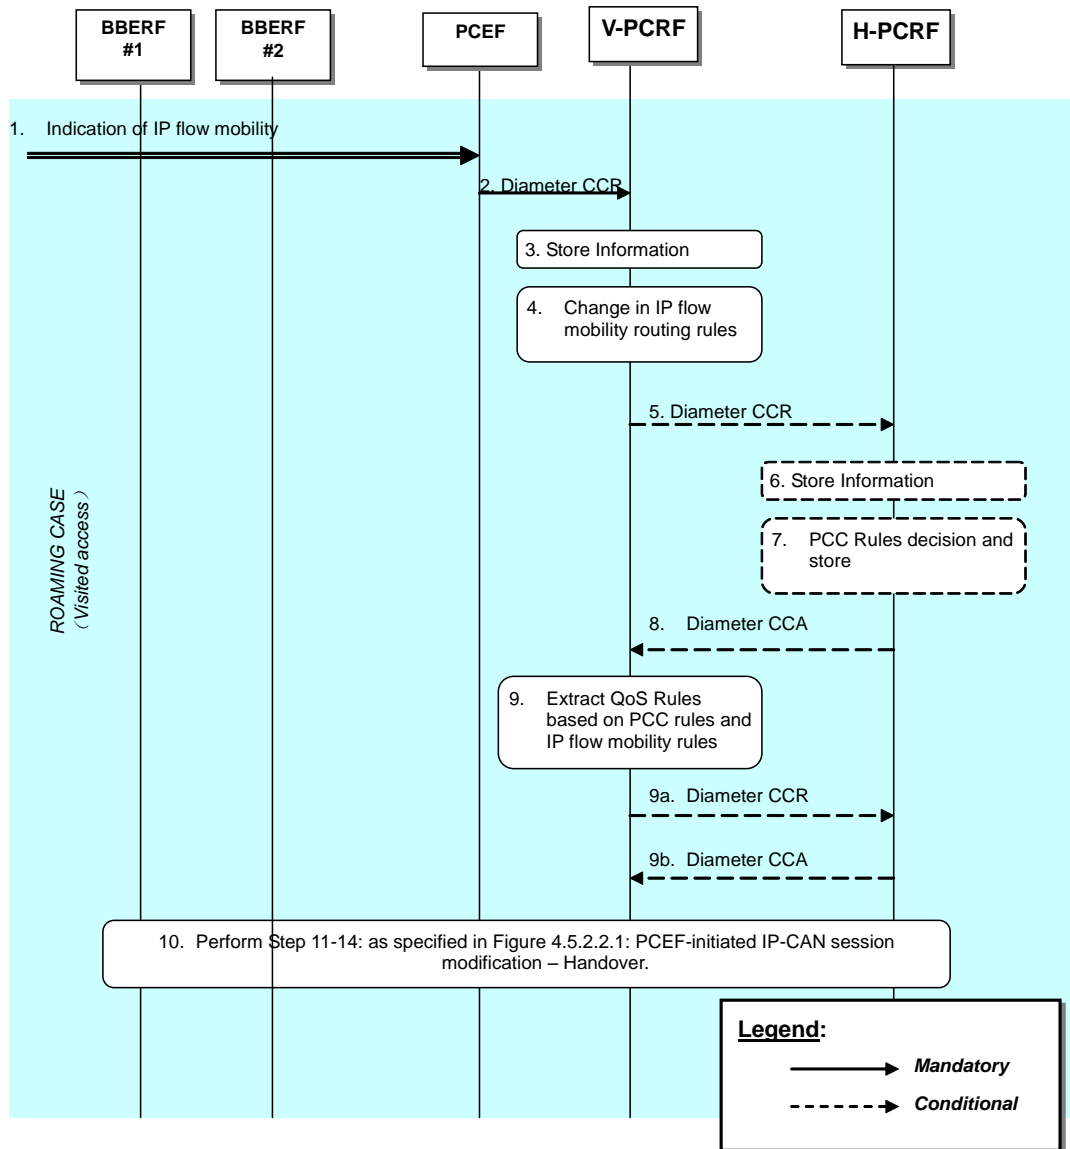 BBERF
#1
BBERF
#2
PCEF
V-PCRF
H-PCRF
1. Indication of IP flow mobility
2. Diameter CCR
3. Store Information
4. Change in IP flow
mobility routing rules
5. Diameter CCR
6. Store Information
7. PCC Rules decision and
store
ROAMING CASE
（Visited access）
8. Diameter CCA
9. Extract QoS Rules
based on PCC rules and
IP flow mobility rules
9a. Diameter CCR
9b. Diameter CCA
10. Perform Step 11-14: as specified in Figure 4.5.2.2.1: PCEF-initiated IP-CAN session
modification – Handover.
Legend:
Mandatory
Conditional